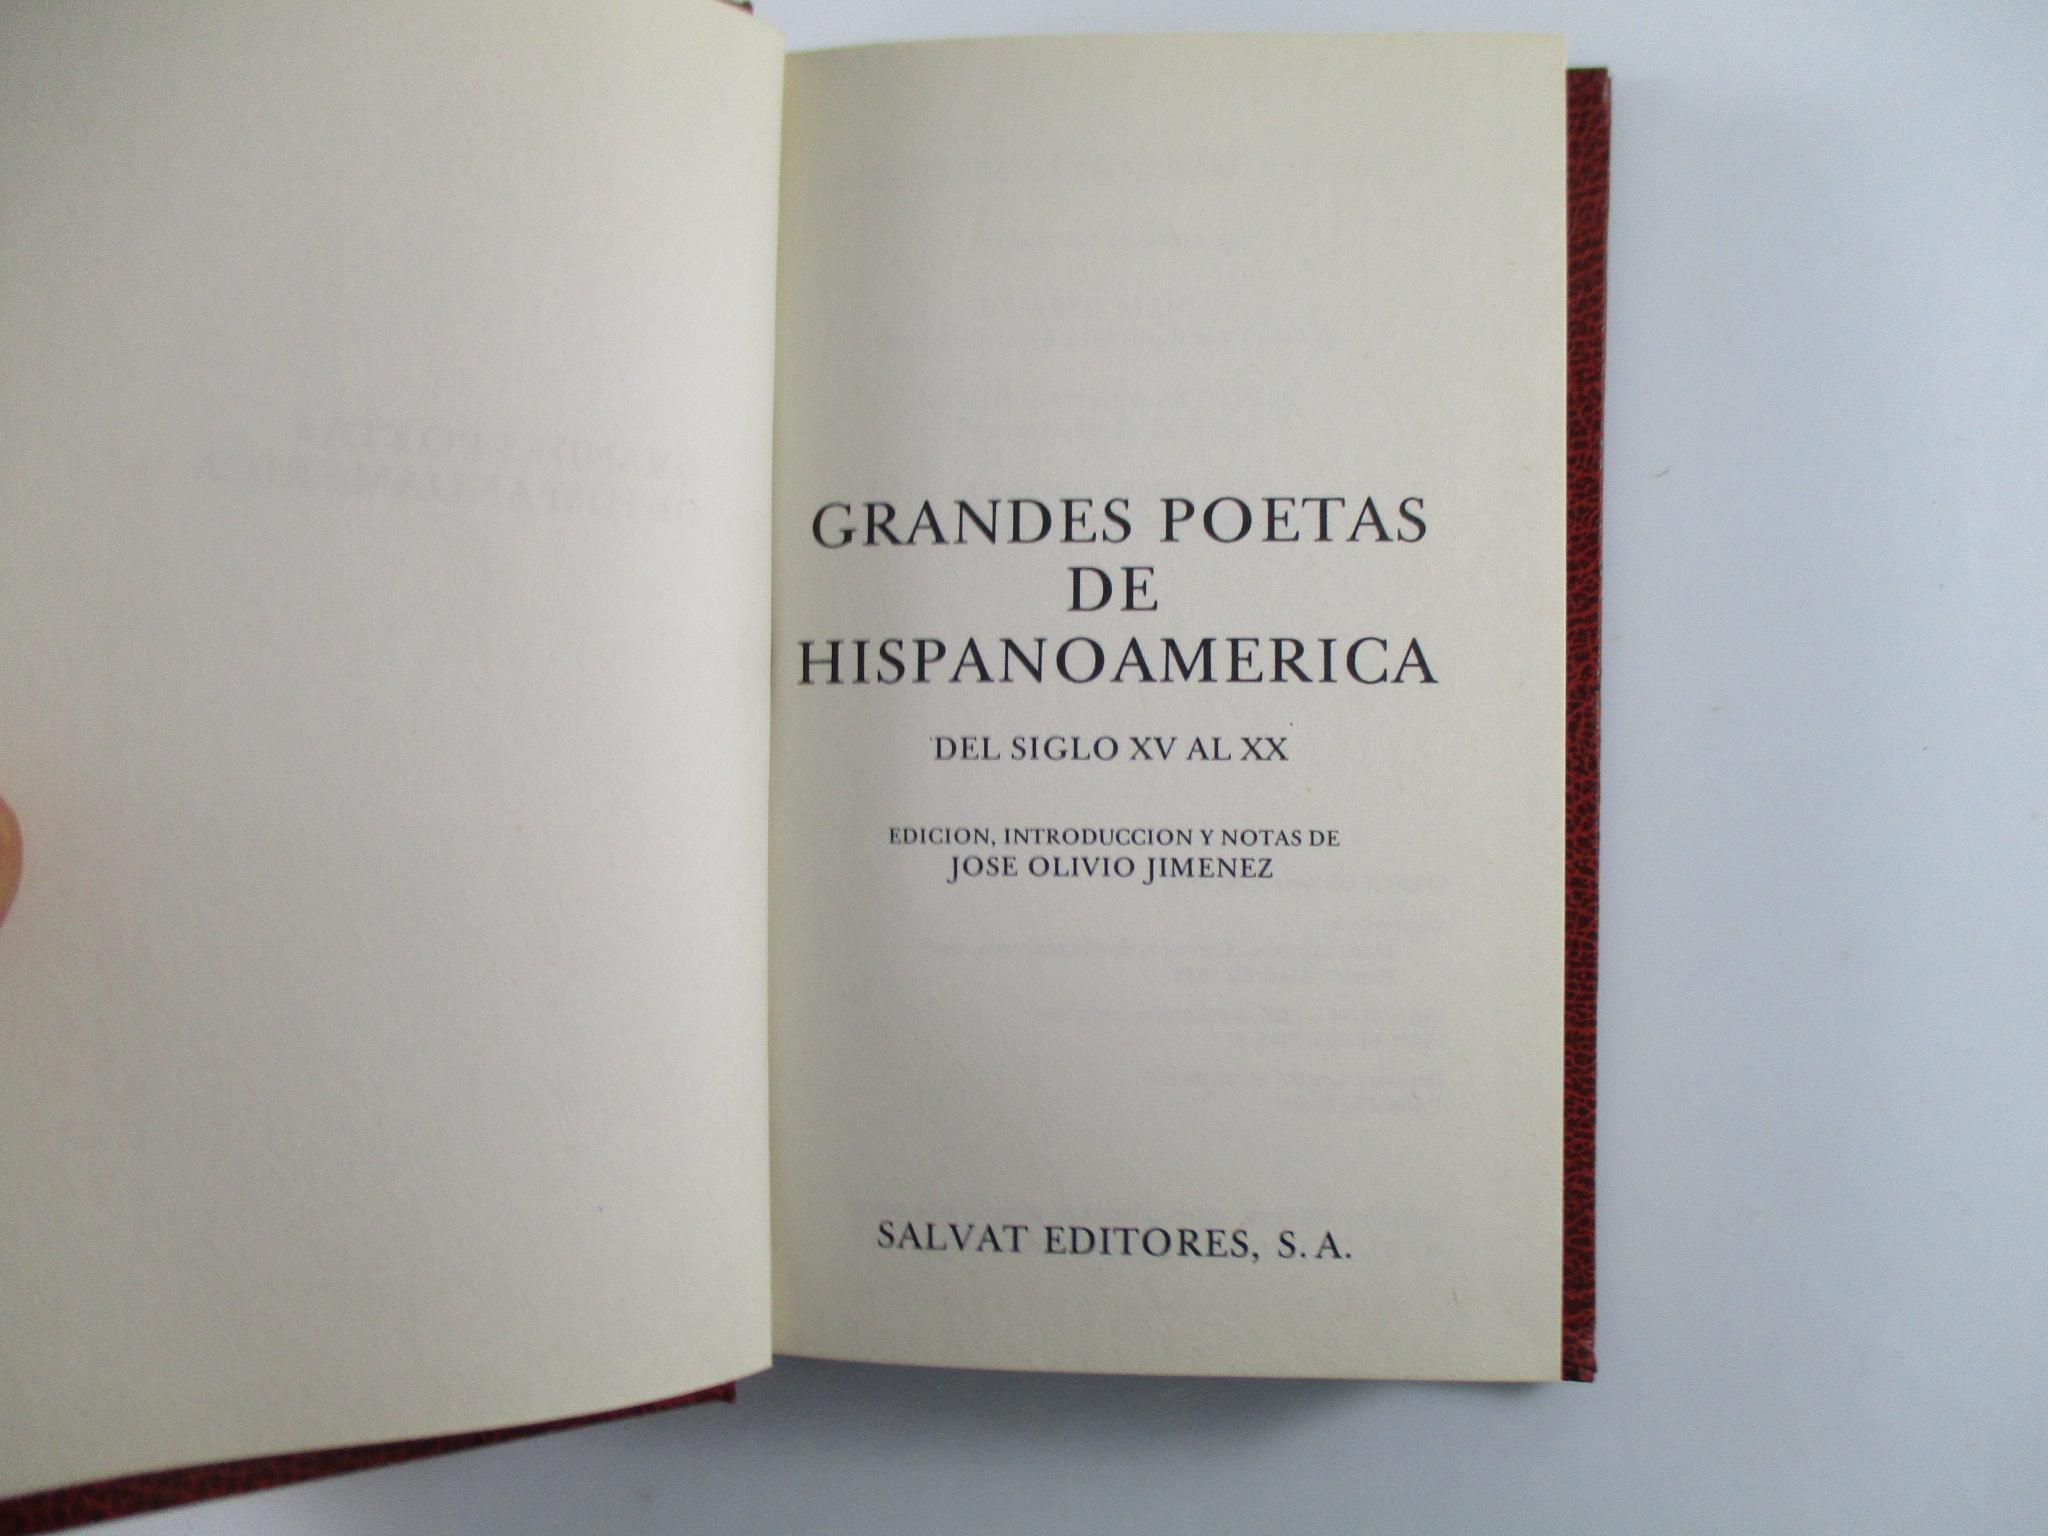 GRANDES POETAS
DE
HISPANOAMERICA
DEL SIGLO XV AL XX
EDICION, INTRODUCCION Y NOTAS DE
JOSE OLIVIO JIMENEZ
SALVAT EDITORES, S. A.